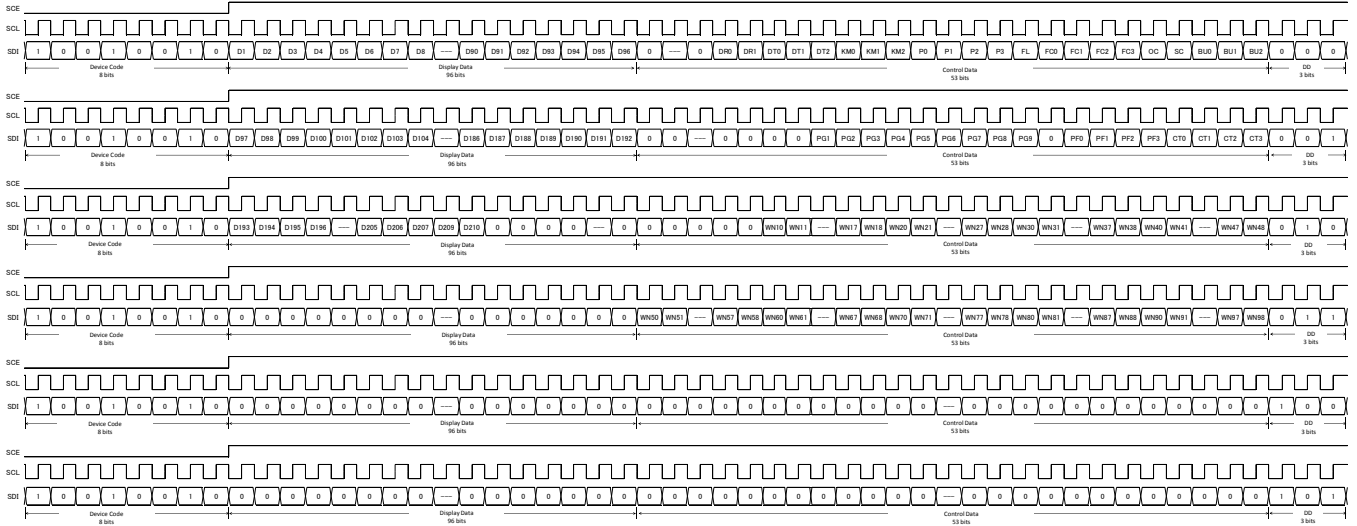 SCE
SCL
SDI 1 0 0 1 0 0 1 0 D1 D2 D3 D4 D5 D6 D7 D8 --- D90 D91 D92 D93 D94 D95 D96 0 --- 0 DR0 DR1 DT0 DT1 DT2 KM0 KM1 KM2 P0 P1 P2 P3 FL FC0 FC1 FC2 FC3 OC SC BU0 BU1 BU2 0 0 0
Device Code Display Data Control Data DD
8 bits 96 bits 53 bits 3 bits
SCE
SCL
SDI 1 0 0 1 0 0 1 0 D97 D98 D99 D100 D101 D102 D103 D104 --- D186 D187 D188 D189 D190 D191 D192 0 0 --- 0 0 0 0 PG1 PG2 PG3 PG4 PG5 PG6 PG7 PG8 PG9 0 PF0 PF1 PF2 PF3 CT0 CT1 CT2 CT3 0 0 1
Device Code Display Data Control Data DD
8 bits 96 bits 53 bits 3 bits
SCE
SCL
SDI 1 0 0 1 0 0 1 0 D193 D194 D195 D196 --- D205 D206 D207 D209 D210 0 0 0 0 --- 0 0 0 0 0 0 WN10 WN11 --- WN17 WN18 WN20 WN21 --- WN27 WN28 WN30 WN31 --- WN37 WN38 WN40 WN41 --- WN47 WN48 0 1 0
Device Code Display Data Control Data DD
8 bits 96 bits 53 bits 3 bits
SCE
SCL
SDI 1 0 0 1 0 0 1 0 0 0 0 0 0 0 0 0 --- 0 0 0 0 0 0 0 WN50 WN51 --- WN57 WN58 WN60 WN61 --- WN67 WN68 WN70 WN71 --- WN77 WN78 WN80 WN81 --- WN87 WN88 WN90 WN91 --- WN97 WN98 0 1 1
Device Code Display Data Control Data DD
8 bits 96 bits 53 bits 3 bits
SCE
SCL
SDI 1 0 0 1 0 0 1 0 0 0 0 0 0 0 0 0 --- 0 0 0 0 0 0 0 0 0 0 0 0 0 0 0 0 0 0 0 --- 0 0 0 0 0 0 0 0 0 0 0 0 1 0 0
Device Code Display Data Control Data DD
8 bits 96 bits 53 bits 3 bits
SCE
SCL
SDI 1 0 0 1 0 0 1 0 0 0 0 0 0 0 0 0 --- 0 0 0 0 0 0 0 0 0 0 0 0 0 0 0 0 0 0 0 --- 0 0 0 0 0 0 0 0 0 0 0 0 1 0 1
Device Code Display Data Control Data DD
8 bits 96 bits 53 bits 3 bits